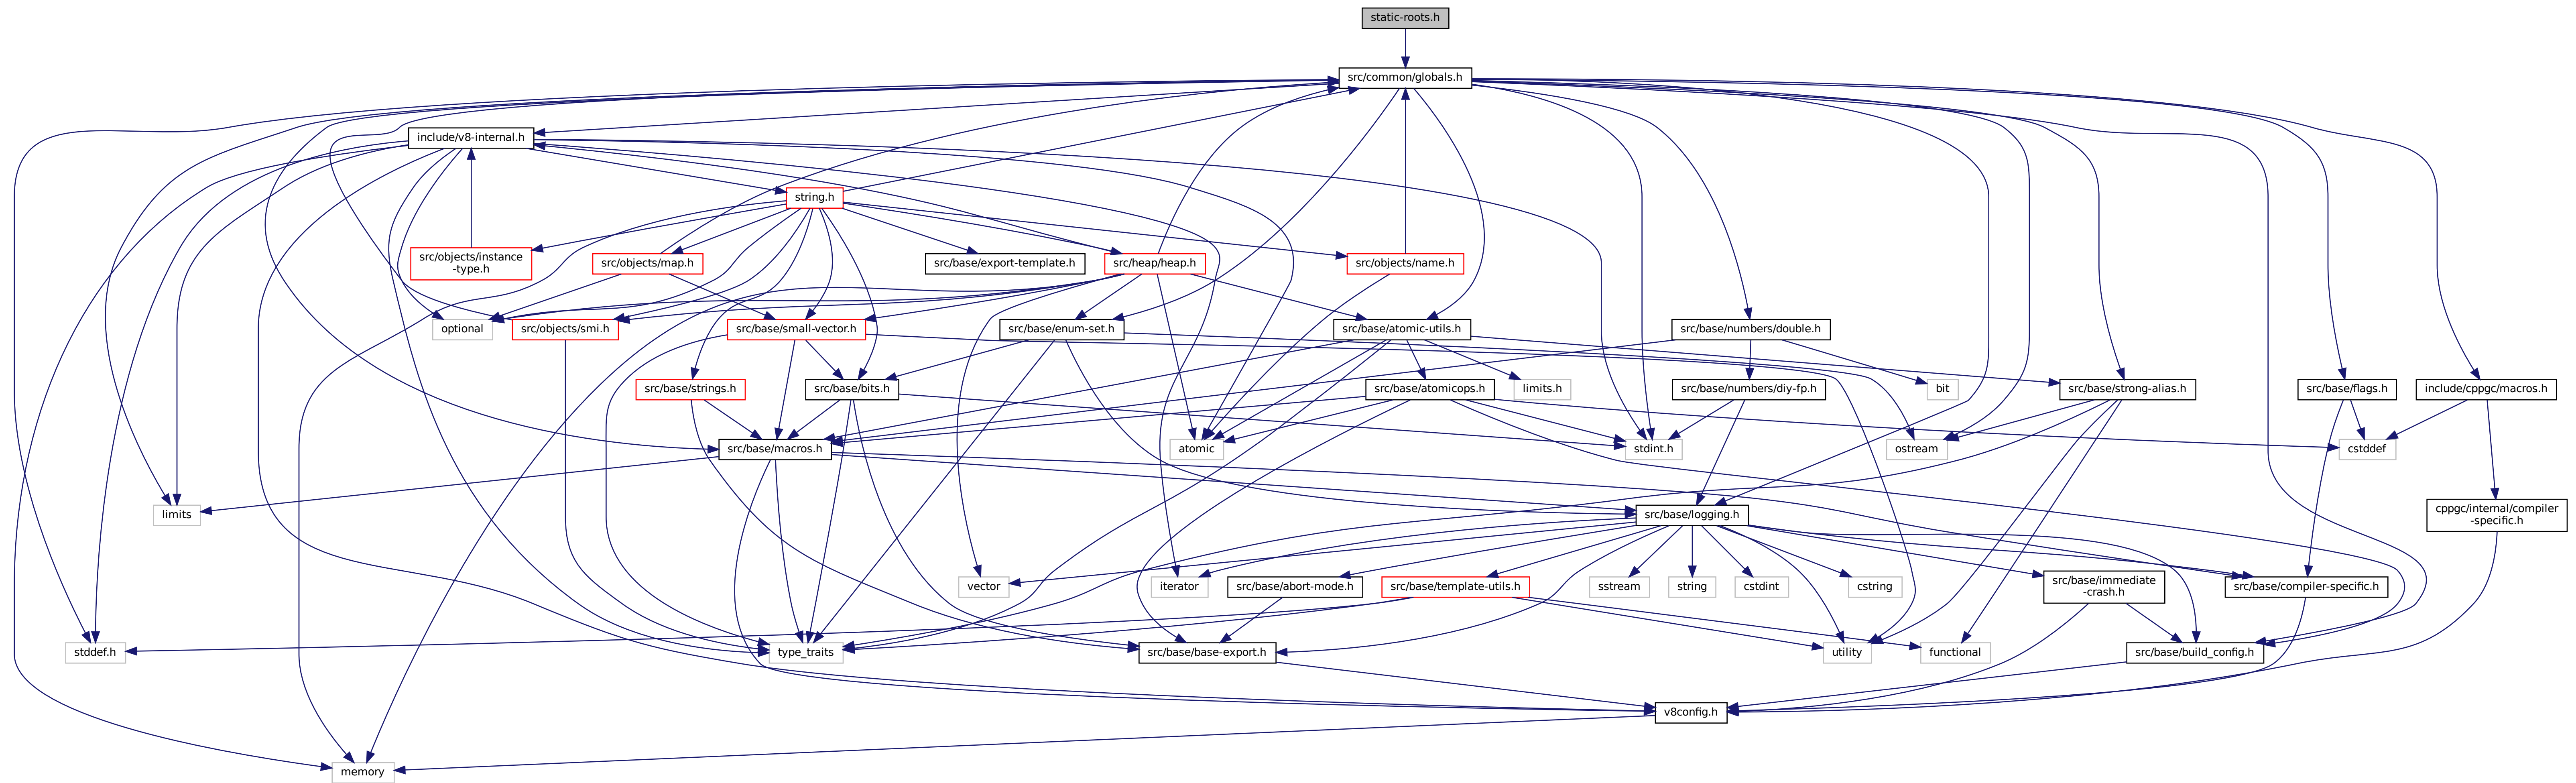 static-roots.h
src/common/globals.h
include/v8-internal.h
string.h
src/objects/instance
-type.h
src/objects/map.h
src/base/export-template.h
src/heap/heap.h
src/objects/name.h
optional
src/objects/smi.h
src/base/small-vector.h
src/base/enum-set.h
src/base/atomic-utils.h
src/base/numbers/double.h
src/base/strings.h
src/base/bits.h
src/base/atomicops.h
limits.h
src/base/numbers/diy-fp.h
bit
src/base/strong-alias.h
src/base/flags.h
include/cppgc/macros.h
src/base/macros.h
atomic
stdint.h
ostream
cstddef
limits
src/base/logging.h
cppgc/internal/compiler
-specific.h
vector
iterator
src/base/abort-mode.h
src/base/template-utils.h
sstream
string
cstdint
cstring
src/base/immediate
-crash.h
src/base/compiler-specific.h
stddef.h
type_traits
src/base/base-export.h
utility
functional
src/base/build_config.h
v8config.h
memory